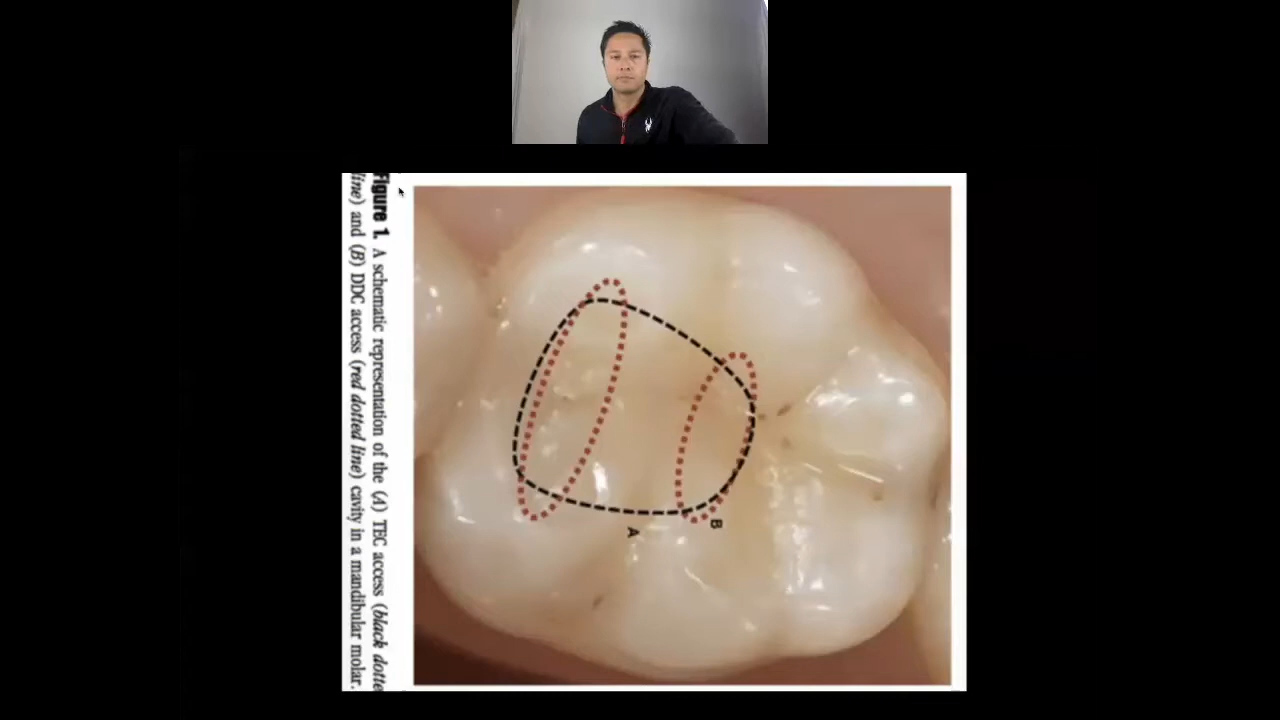 Figure 1. A schematic representation of the (A) TEC access (black dotte
line) and (B) DDC access (red dotted line) cavity in a mandibular molar.
B
A